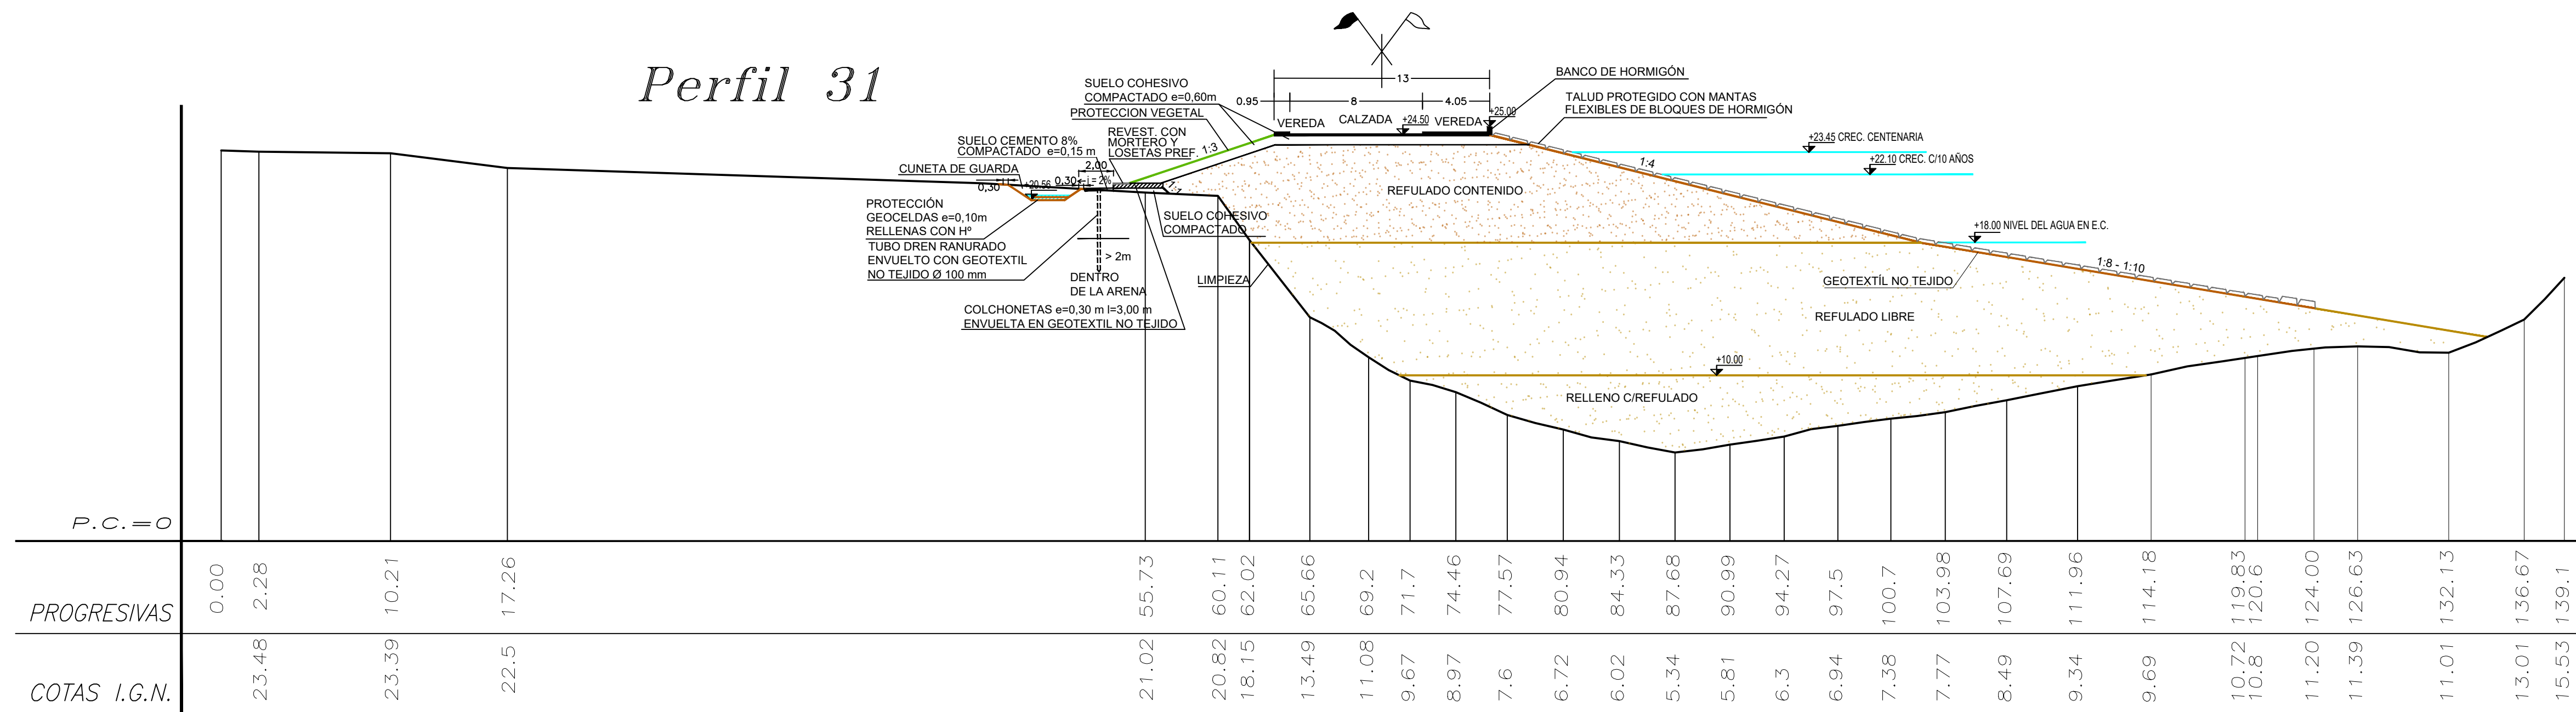 Perfil 31
13
0.95
8
4.05
VEREDA
CALZADA
+24.50
VEREDA
+25.00
BANCO DE HORMIGÓN
TALUD PROTEGIDO CON MANTAS
FLEXIBLES DE BLOQUES DE HORMIGÓN
SUELO COHESIVO
COMPACTADO e=0,60m
PROTECCION VEGETAL
REVEST. CON
MORTERO Y
LOSETAS PREF.
1:3
SUELO CEMENTO 8%
COMPACTADO e=0,15 m
2,00
CUNETA DE GUARDA
0,30
+20.56
0,30
i = 2%
1:1
PROTECCIÓN
GEOCELDAS e=0,10m
RELLENAS CON Hº
TUBO DREN RANURADO
ENVUELTO CON GEOTEXTIL
NO TEJIDO Ø 100 mm
> 2m
DENTRO
DE LA ARENA
SUELO COHESIVO
COMPACTADO
LIMPIEZA
COLCHONETAS e=0,30 m l=3,00 m
ENVUELTA EN GEOTEXTIL NO TEJIDO
REFULADO CONTENIDO
1:4
+23.45 CREC. CENTENARIA
+22.10 CREC. C/10 AÑOS
+18.00 NIVEL DEL AGUA EN E.C.
1:8 - 1:10
GEOTEXTÍL NO TEJIDO
REFULADO LIBRE
+10.00
RELLENO C/REFULADO
P.C.=0
PROGRESIVAS
0.00
2.28
10.21
17.26
55.73
60.11
62.02
65.66
69.2
71.7
74.46
77.57
80.94
84.33
87.68
90.99
94.27
97.5
100.7
103.98
107.69
111.96
114.18
119.83
120.6
124.00
126.63
132.13
136.67
139.1
COTAS I.G.N.
23.48
23.39
22.5
21.02
20.82
18.15
13.49
11.08
9.67
8.97
7.6
6.72
6.02
5.34
5.81
6.3
6.94
7.38
7.77
8.49
9.34
9.69
10.72
10.8
11.20
11.39
11.01
13.01
15.53